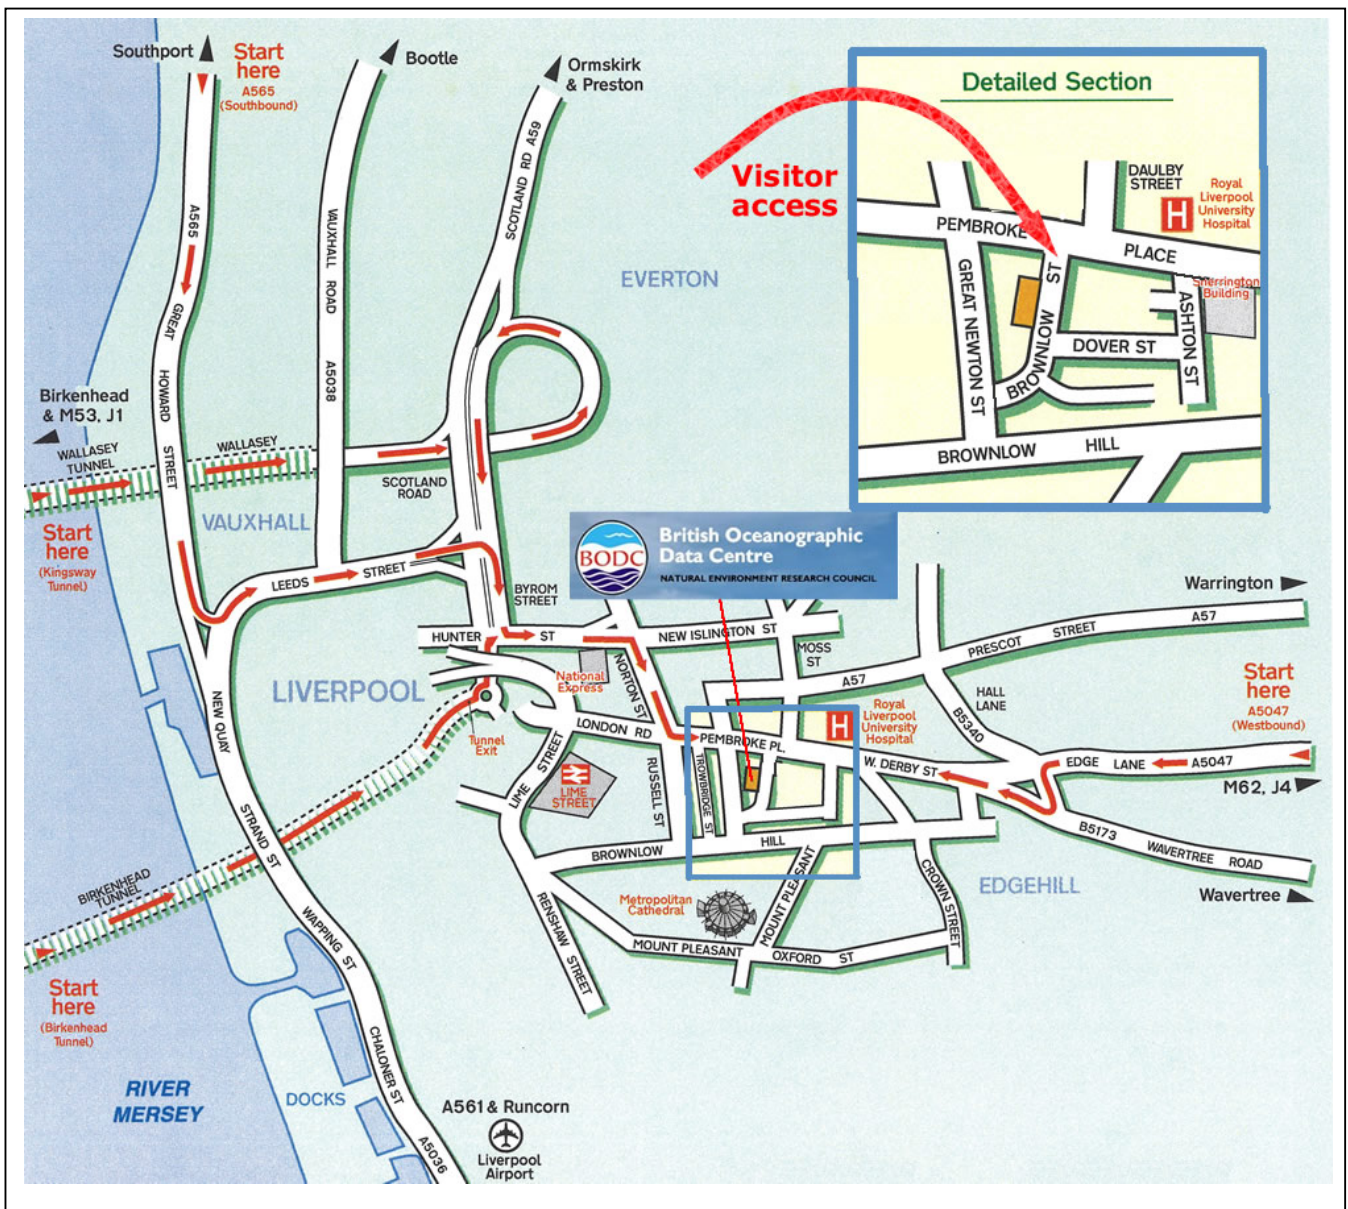 Southport
Start
here
A565
(Southbound)
Bootle
Ormskirk
& Preston
Detailed Section
Visitor
access
DAULBY
STREET
Royal
Liverpool
University
Hospital
H
PEMBROKE
PLACE
Sherrington
Building
GREAT NEWTON ST
BROWNLOW ST
ASHTON ST
DOVER ST
BROWNLOW HILL
A565
GREAT
HOWARD
STREET
VAUXHALL ROAD A5038
SCOTLAND RD A59
EVERTON
Birkenhead
& M53, J1
WALLASEY
TUNNEL
WALLASEY
SCOTLAND
ROAD
Start
here
(Kingsway
Tunnel)
VAUXHALL
BODC
British Oceanographic
Data Centre
NATURAL ENVIRONMENT RESEARCH COUNCIL
LEEDS STREET
BYROM
STREET
HUNTER ST
NEW ISLINGTON ST
MOSS
ST
Warrington
A57
PRESCOT STREET
A57
HALL
LANE
B5340
Start
here
A5047
(Westbound)
LIVERPOOL
National
Express
NORTON ST
NEW QUAY
Tunnel
Exit
LONDON RD
PEMBROKE PL.
H
Royal
Liverpool
University
Hospital
W. DERBY ST
EDGE LANE A5047
M62, J4
LIME STREET
LIME
STREET
RUSSELL ST
TROWBRIDGE ST
STRAND ST
BROWNLOW HILL
B5173 WAVERTREE ROAD
Wavertree
BIRKENHEAD
TUNNEL
WAPPING ST
RENSHAW STREET
Metropolitan
Cathedral
MOUNT PLEASANT
CROWN STREET
EDGEHILL
MOUNT PLEASANT
OXFORD ST
Start
here
(Birkenhead
Tunnel)
CHALONER ST
RIVER
MERSEY
DOCKS
A5036
A561 & Runcorn
Liverpool
Airport